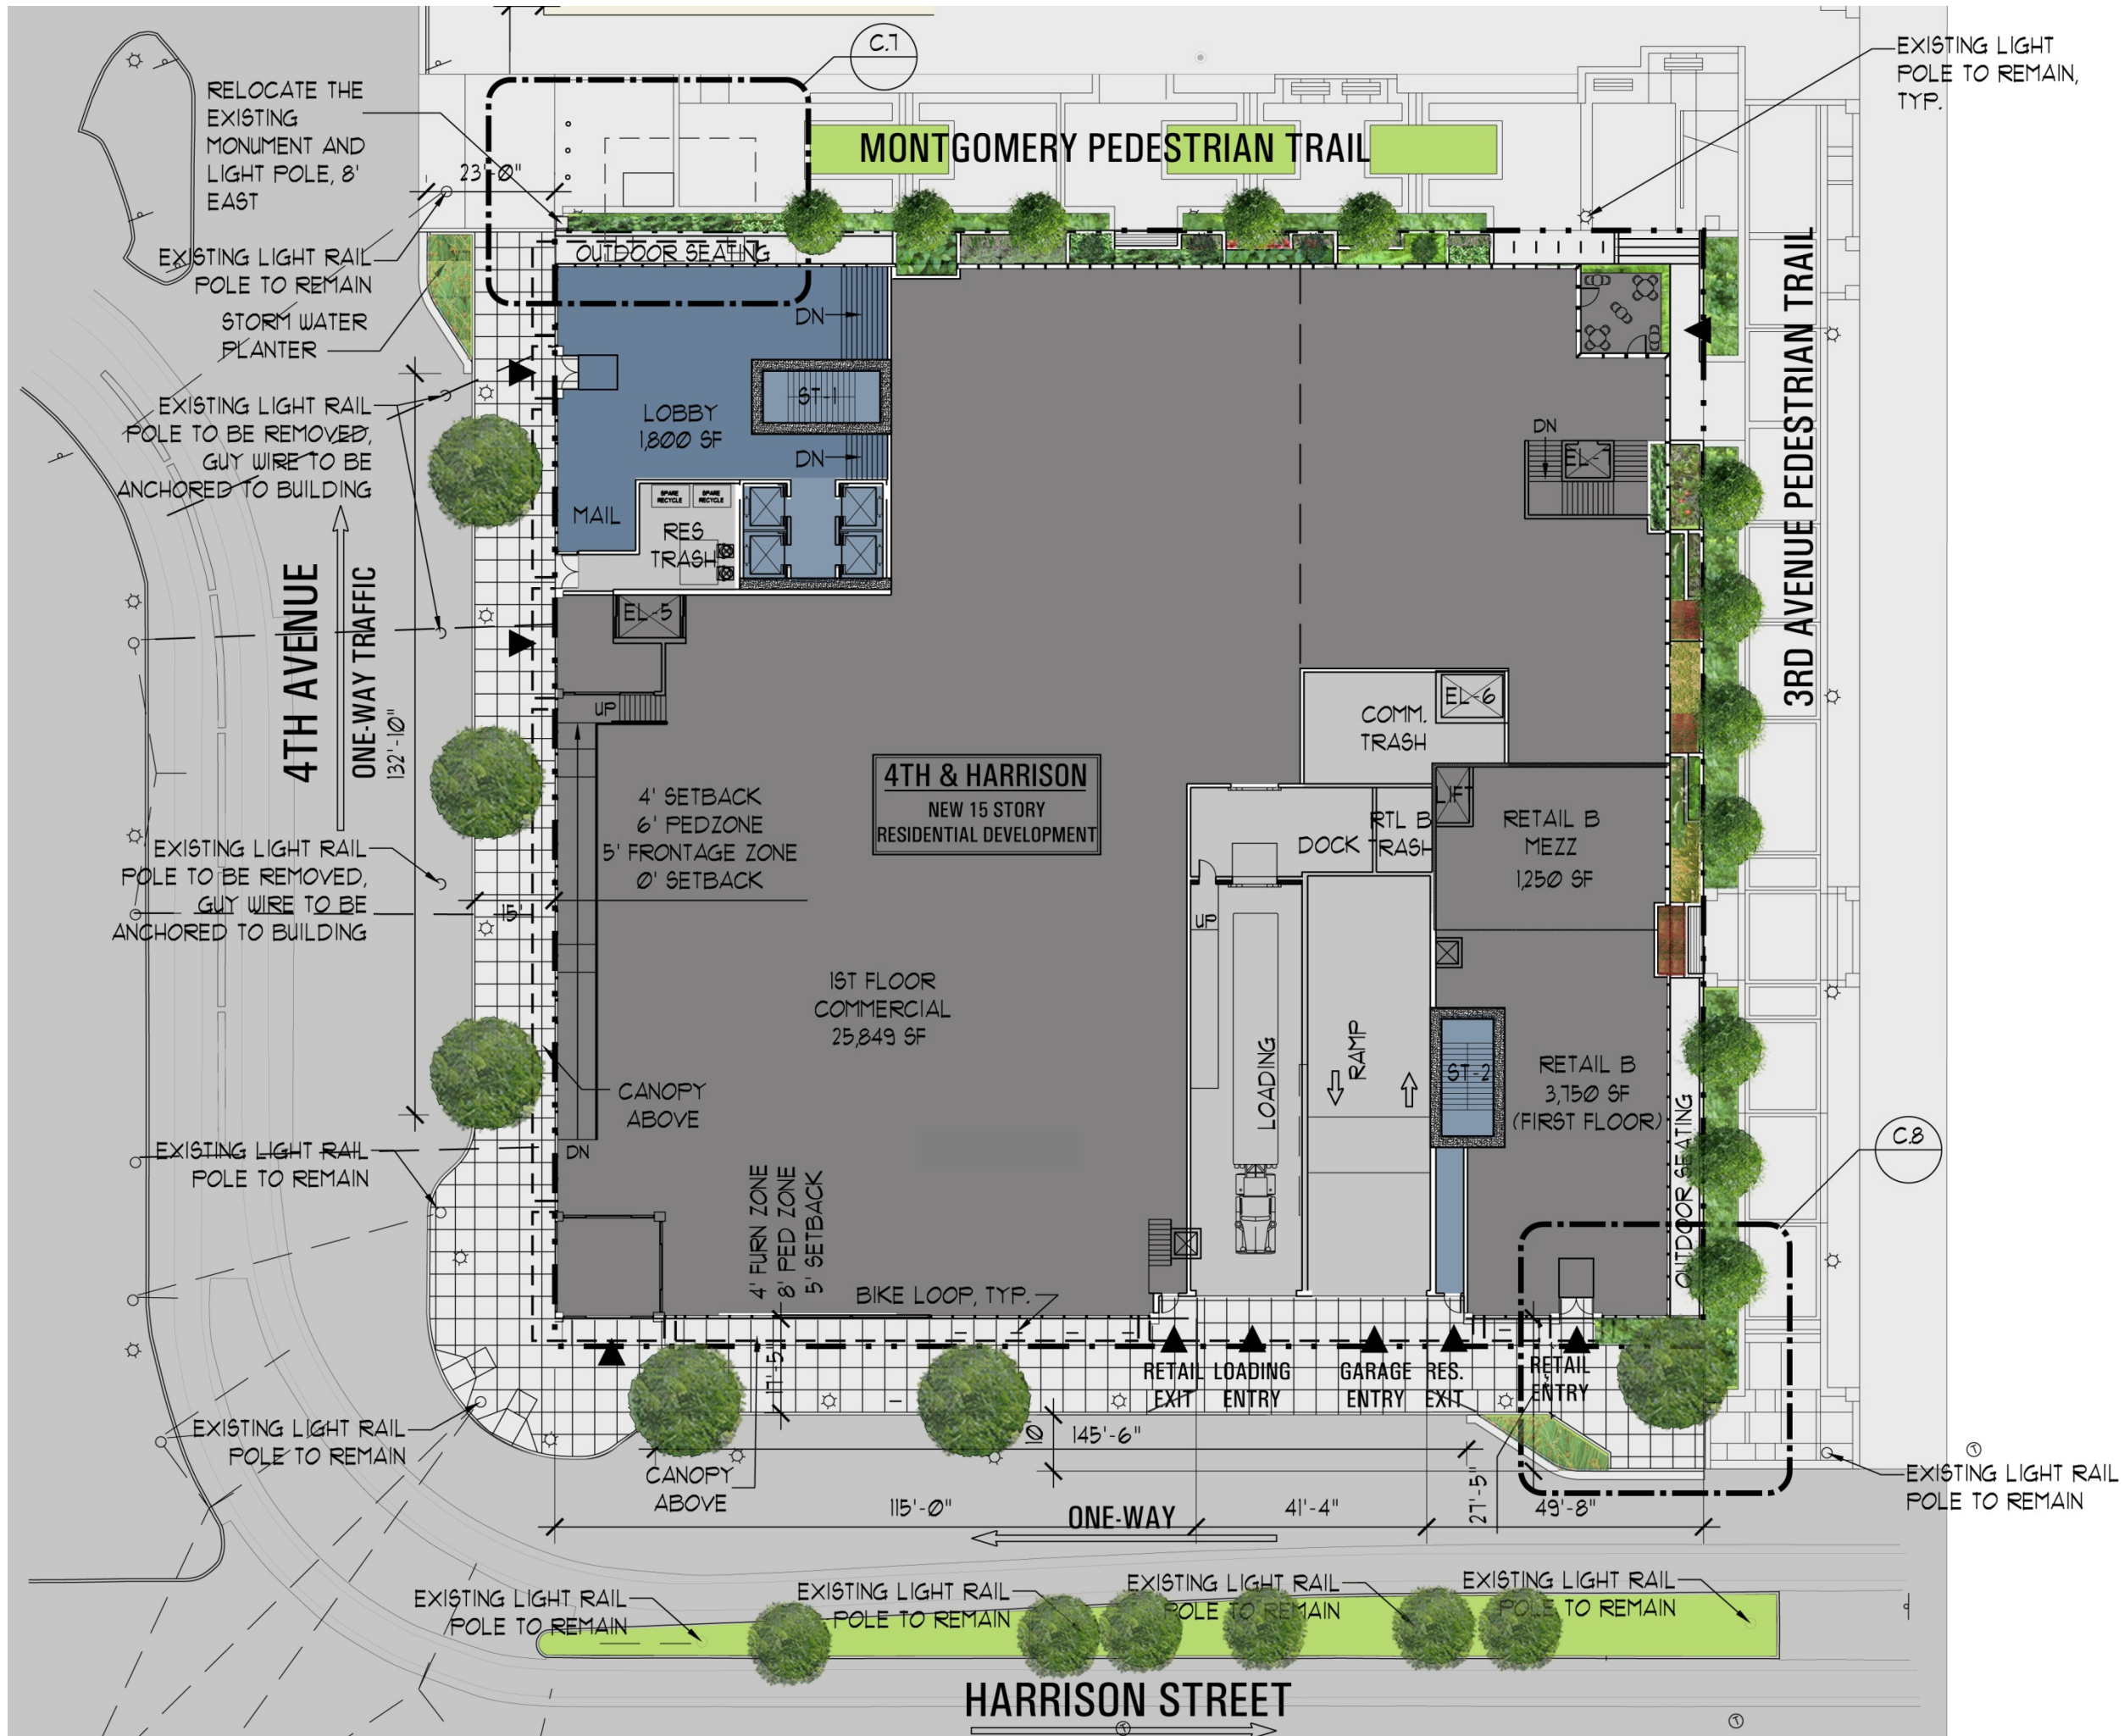 C.7
EXISTING LIGHT
POLE TO REMAIN,
TYP.
RELOCATE THE
EXISTING
MONUMENT AND
LIGHT POLE, 8'
EAST
23'-0"
MONTGOMERY PEDESTRIAN TRAIL
EXISTING LIGHT RAIL
POLE TO REMAIN
OUTDOOR SEATING
STORM WATER
PLANTER
DN
ST-1
LOBBY
1,800 SF
DN
EXISTING LIGHT RAIL
POLE TO BE REMOVED,
GUY WIRE TO BE
ANCHORED TO BUILDING
MAIL
SPARE
RECYCLE
SPARE
RECYCLE
RES
TRASH
DN
3RD AVENUE PEDESTRIAN TRAIL
4TH AVENUE
ONE-WAY TRAFFIC
132'-10"
EL-5
UP
COMM.
TRASH
EL-6
4TH & HARRISON
NEW 15 STORY
RESIDENTIAL DEVELOPMENT
4' SETBACK
6' PEDZONE
5' FRONTAGE ZONE
0' SETBACK
15'
DOCK
RTL B
TRASH
LIFT
RETAIL B
MEZZ
1,250 SF
EXISTING LIGHT RAIL
POLE TO BE REMOVED,
GUY WIRE TO BE
ANCHORED TO BUILDING
UP
1ST FLOOR
COMMERCIAL
25,849 SF
LOADING
RAMP
ST-2
RETAIL B
3,750 SF
(FIRST FLOOR)
OUTDOOR SEATING
CANOPY
ABOVE
DN
C.8
EXISTING LIGHT RAIL
POLE TO REMAIN
4' FURN ZONE
8' PED ZONE
5' SETBACK
BIKE LOOP, TYP.
17'-5"
RETAIL
EXIT
LOADING
ENTRY
GARAGE
ENTRY
RES.
EXIT
RETAIL
ENTRY
EXISTING LIGHT RAIL
POLE TO REMAIN
CANOPY
ABOVE
10'
145'-6"
27'-5"
EXISTING LIGHT RAIL
POLE TO REMAIN
T
115'-0"
ONE-WAY
41'-4"
49'-8"
EXISTING LIGHT RAIL
POLE TO REMAIN
EXISTING LIGHT RAIL
POLE TO REMAIN
EXISTING LIGHT RAIL
POLE TO REMAIN
EXISTING LIGHT RAIL
POLE TO REMAIN
HARRISON STREET
T
T